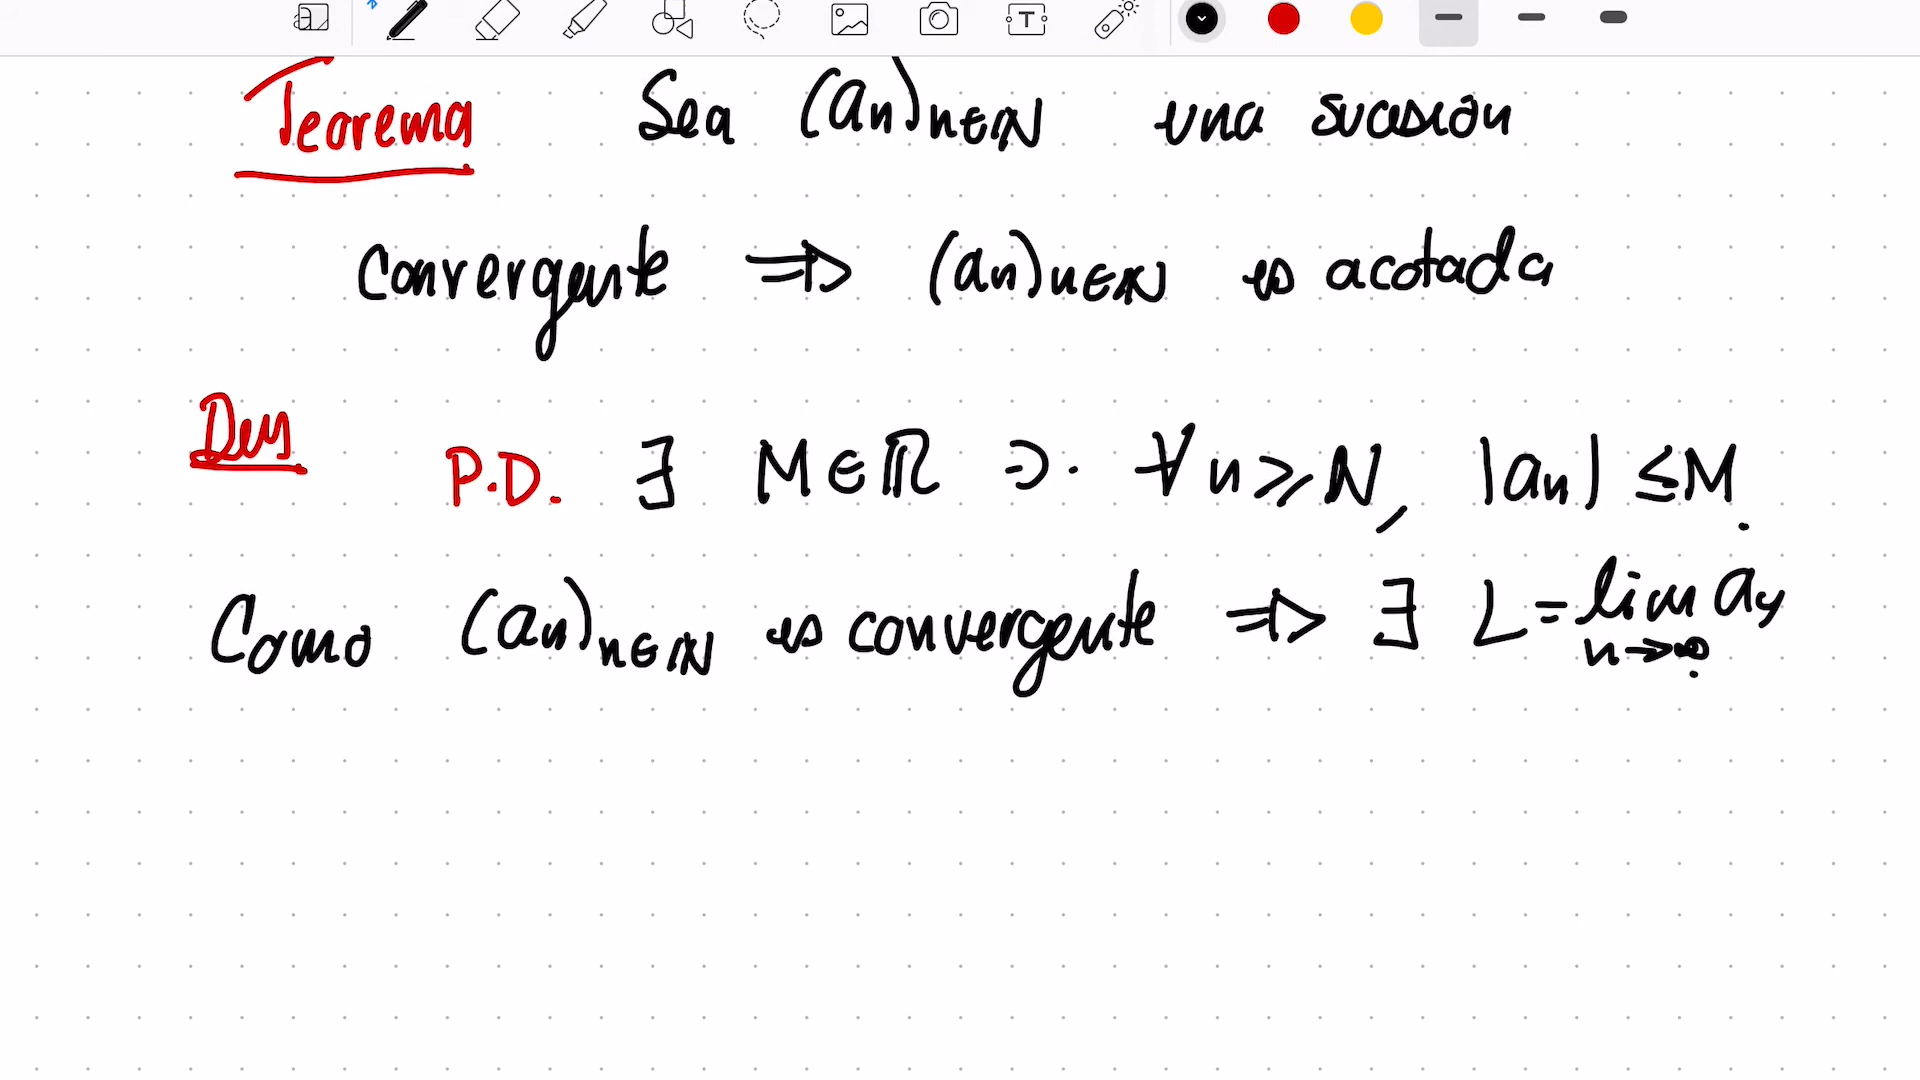 Teorema Sea (an)n∈ℕ una sucesión
convergente ⇒ (an)n∈ℕ es acotada
Dem P.D. ∃ M∈ℝ ∋· ∀ n ≥ N, |an| ≤ M.
Como (an)n∈ℕ es convergente ⇒ ∃ L = lim an
n→∞.